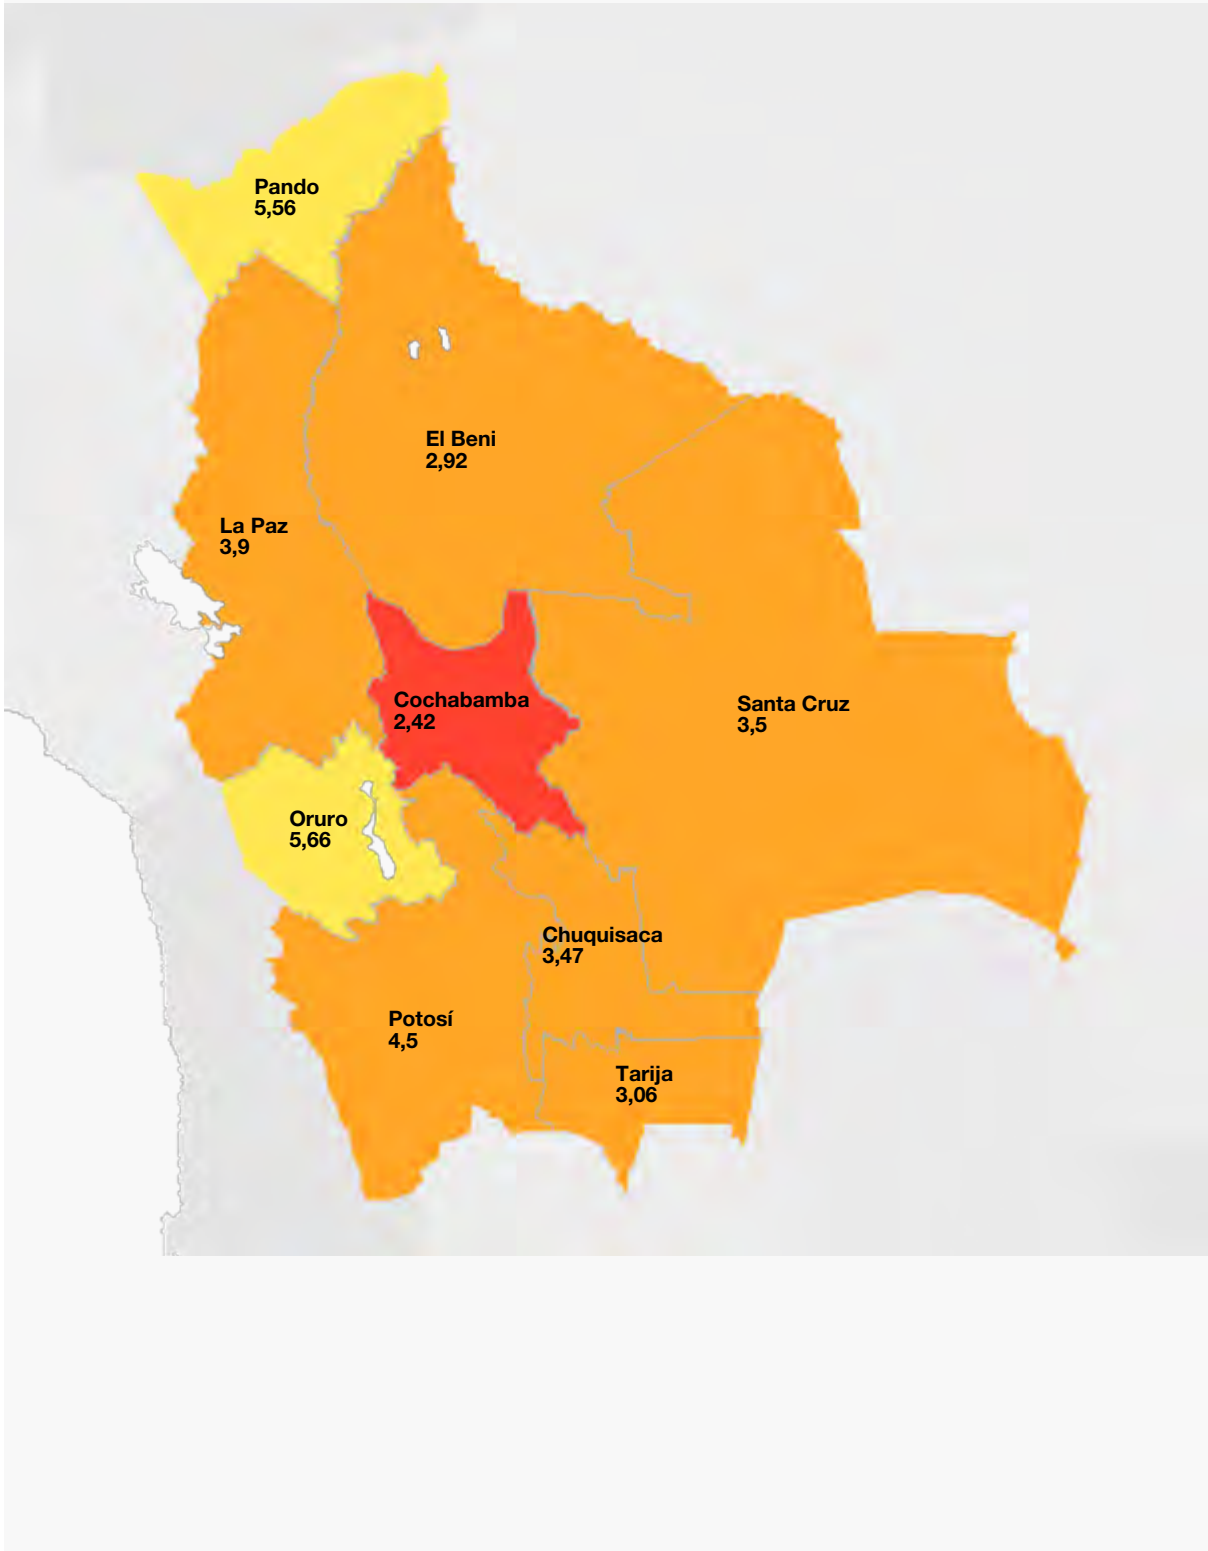 Pando
5,56
El Beni
2,92
La Paz
3,9
Cochabamba
2,42
Santa Cruz
3,5
Oruro
5,66
Chuquisaca
3,47
Potosí
4,5
Tarija
3,06